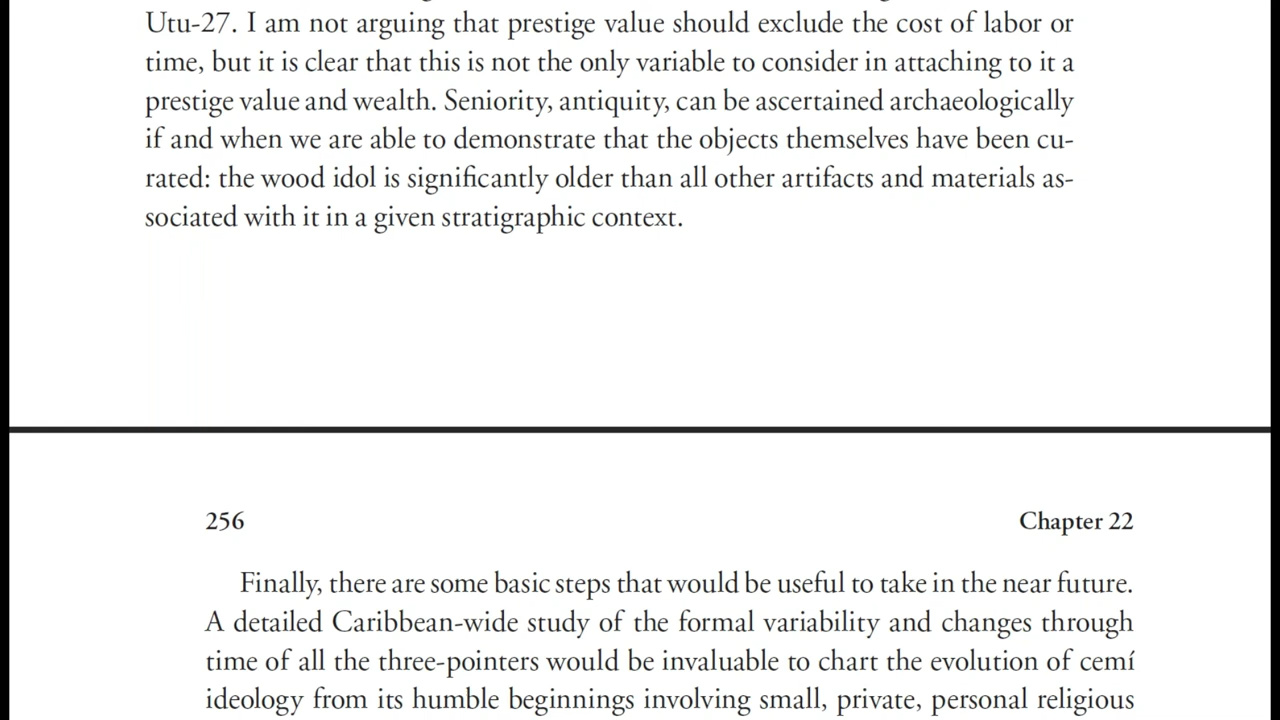 Utu-27. I am not arguing that prestige value should exclude the cost of labor or
time, but it is clear that this is not the only variable to consider in attaching to it a
prestige value and wealth. Seniority, antiquity, can be ascertained archaeologically
if and when we are able to demonstrate that the objects themselves have been cu-
rated: the wood idol is significantly older than all other artifacts and materials as-
sociated with it in a given stratigraphic context.
256 Chapter 22
Finally, there are some basic steps that would be useful to take in the near future.
A detailed Caribbean-wide study of the formal variability and changes through
time of all the three-pointers would be invaluable to chart the evolution of cemí
ideology from its humble beginnings involving small, private, personal religious